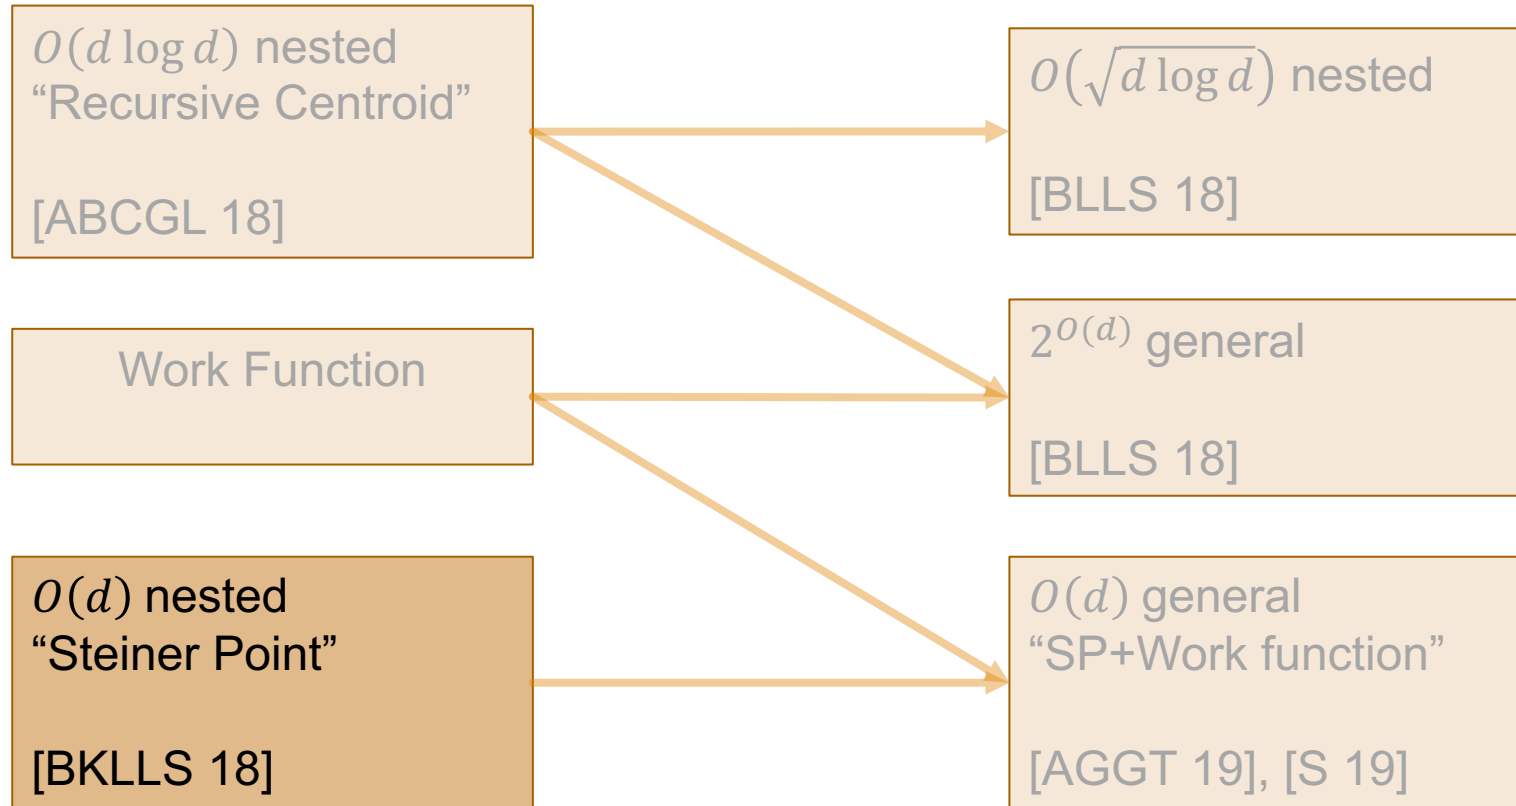 𝑂(𝑑 log 𝑑) nested
“Recursive Centroid”
[ABCGL 18]
Work Function
𝑂(𝑑) nested
“Steiner Point”
[BKLLS 18]
𝑂(√(𝑑 log 𝑑)) nested
[BLLS 18]
2^{𝑂(𝑑)} general
[BLLS 18]
𝑂(𝑑) general
“SP+Work function”
[AGGT 19], [S 19]